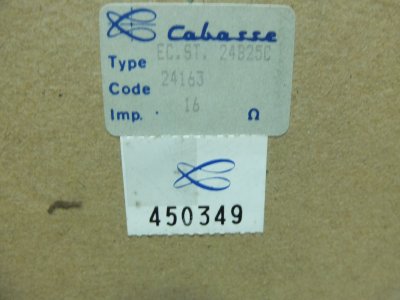 Cabasse
Type EC.ST. 24B25C
Code 24163
Imp. 16 Ω
450349